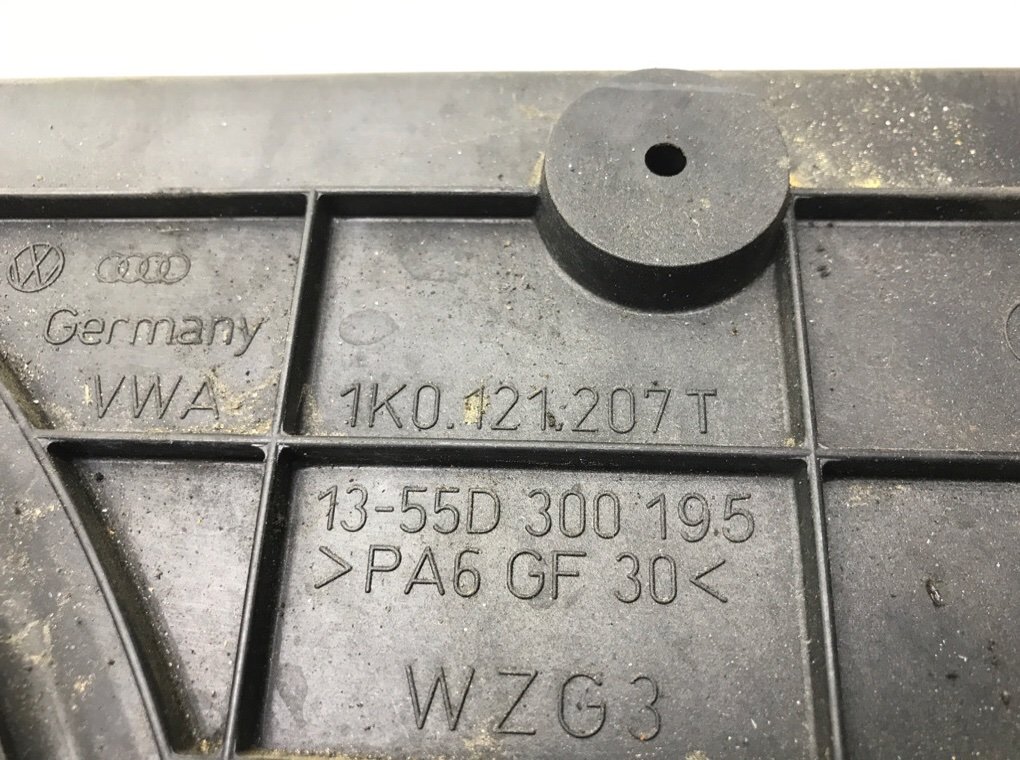 Germany
VWA
1K0.121.207 T
13-55D 300 19.5
>PA6 GF 30<
WZG3